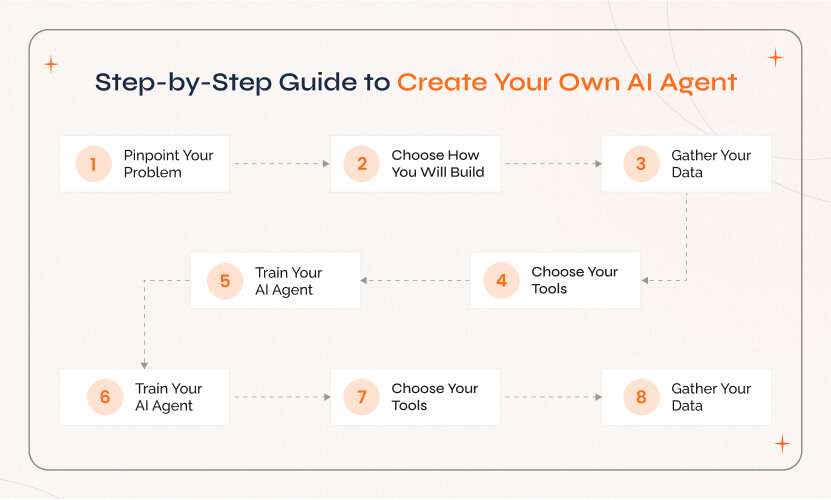 Step-by-Step Guide to Create Your Own AI Agent
1
Pinpoint Your
Problem
2
Choose How
You Will Build
3
Gather Your
Data
4
Choose Your
Tools
5
Train Your
AI Agent
6
Train Your
AI Agent
7
Choose Your
Tools
8
Gather Your
Data